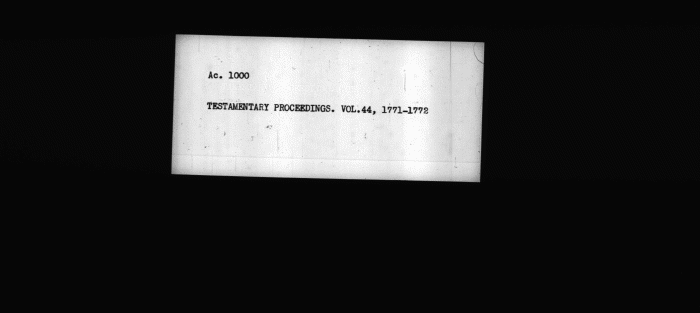 Ac. 1000
TESTAMENTARY PROCEEDINGS. VOL.44, 1771-1772